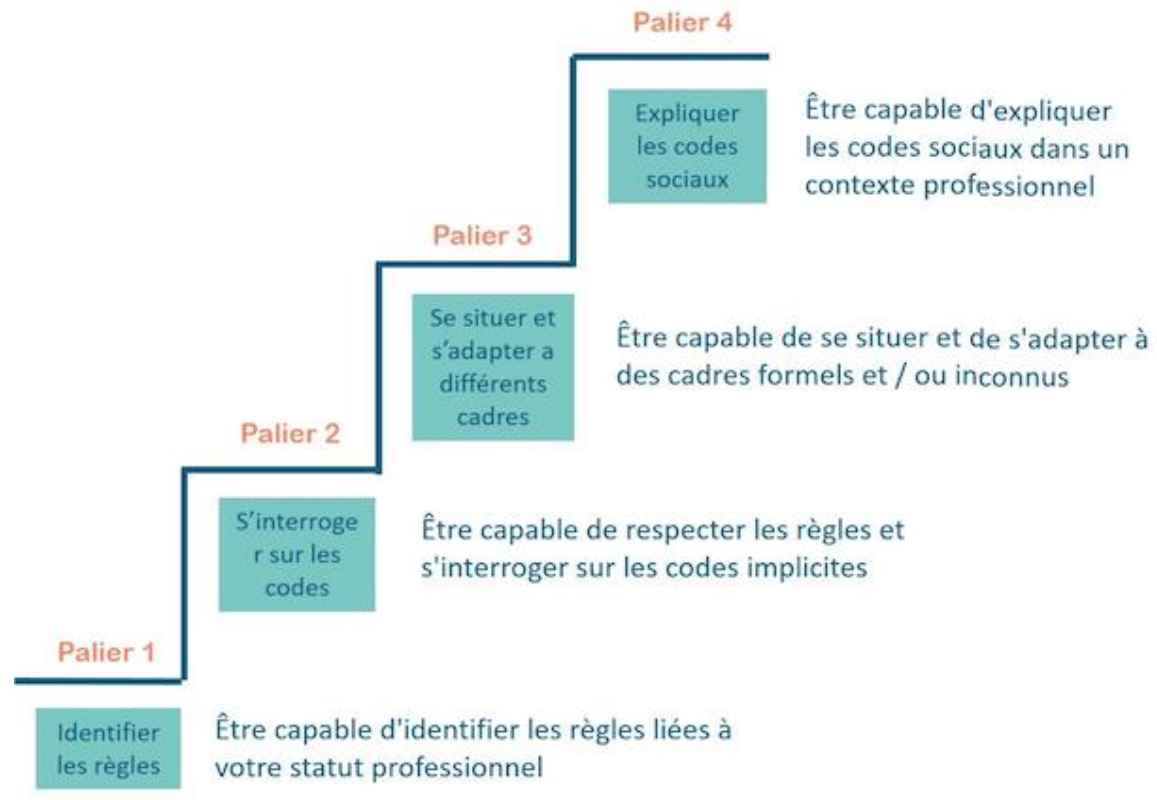 Palier 4
Expliquer
les codes
sociaux
Être capable d'expliquer
les codes sociaux dans un
contexte professionnel
Palier 3
Se situer et
s'adapter a
différents
cadres
Être capable de se situer et de s'adapter à
des cadres formels et / ou inconnus
Palier 2
S'interroge
r sur les
codes
Être capable de respecter les règles et
s'interroger sur les codes implicites
Palier 1
Identifier
les règles
Être capable d'identifier les règles liées à
votre statut professionnel